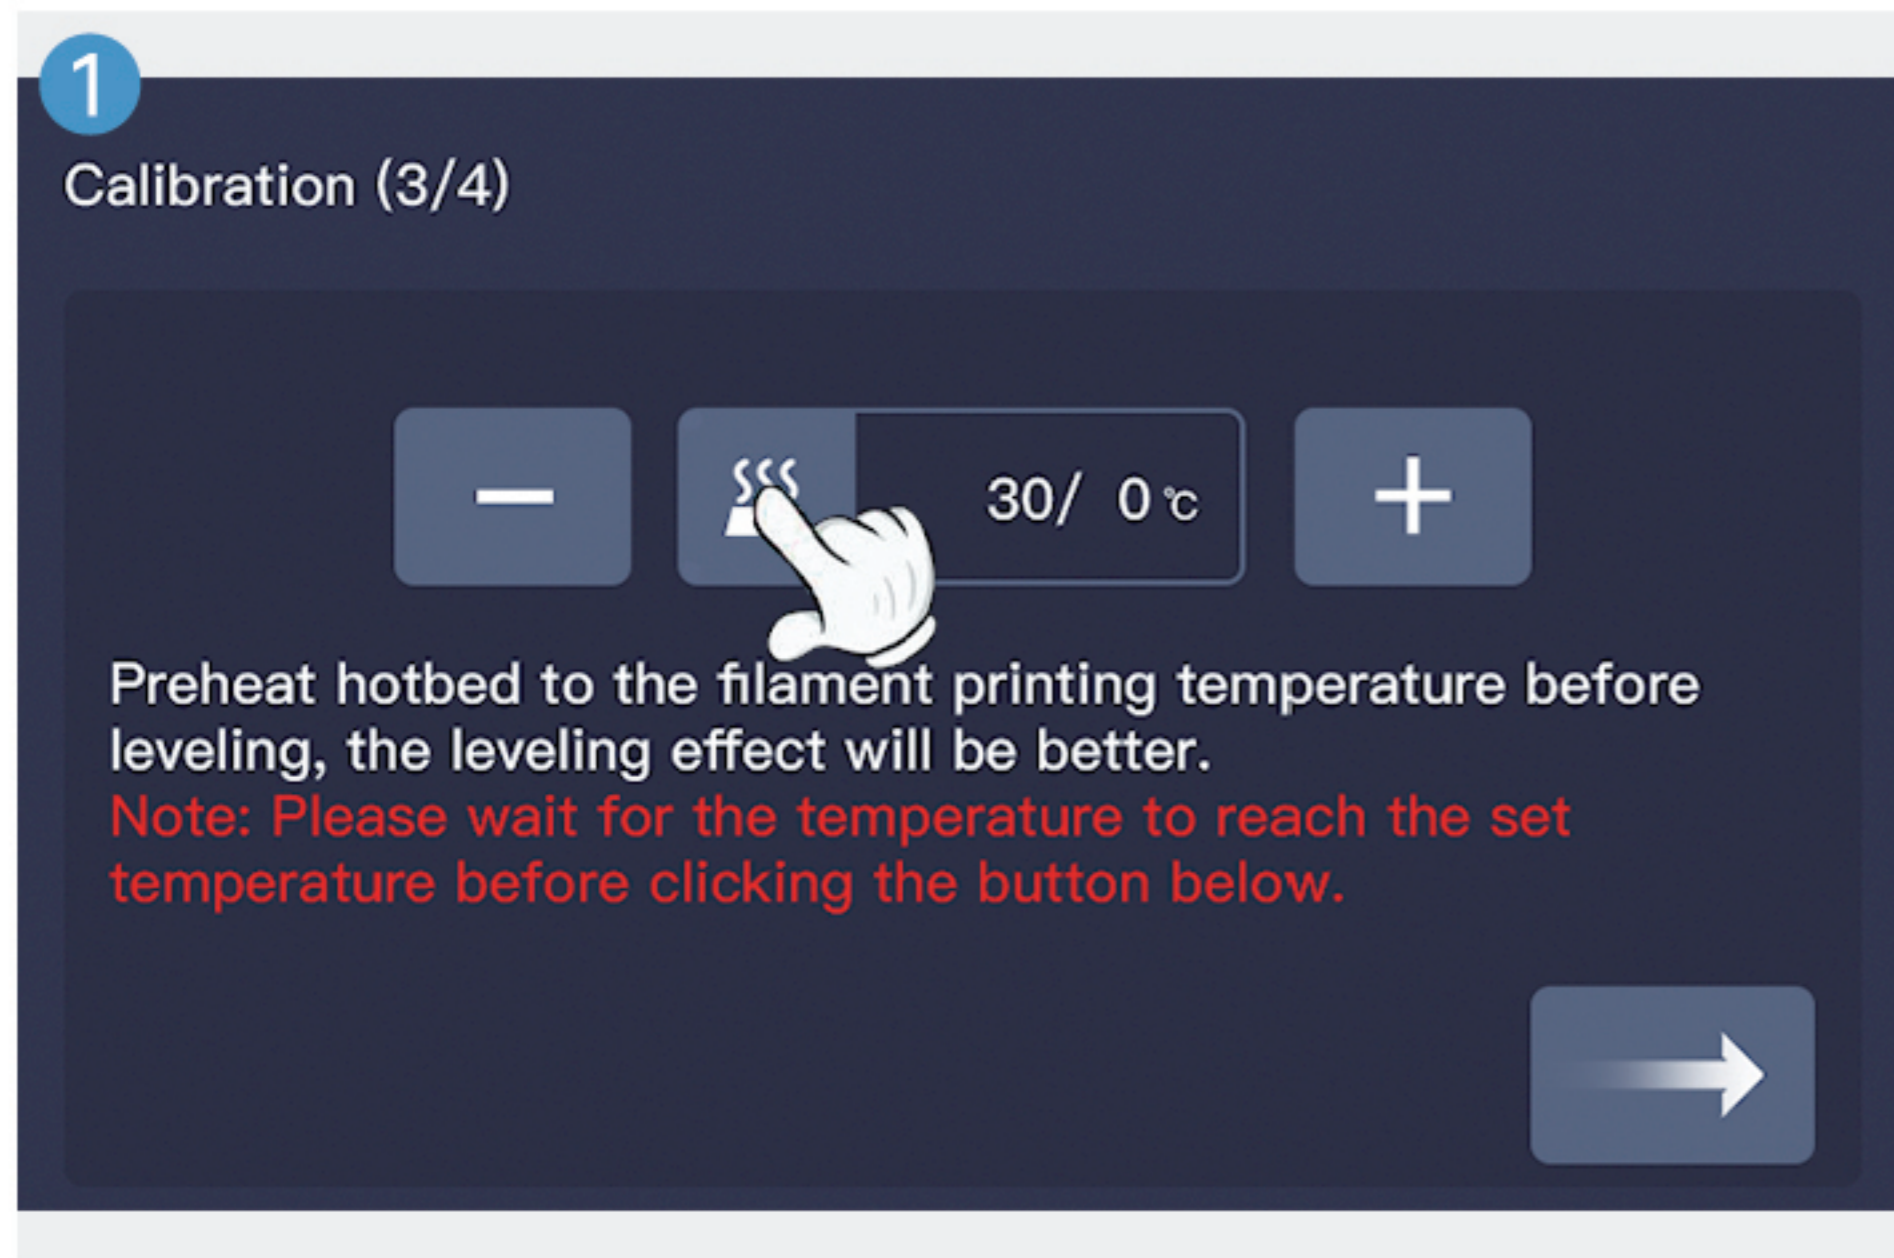 1
Calibration (3/4)
30/ 0 ℃
Preheat hotbed to the filament printing temperature before
leveling, the leveling effect will be better.
Note: Please wait for the temperature to reach the set
temperature before clicking the button below.